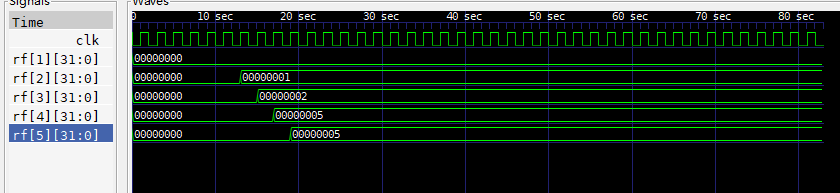 Signals
Waves
Time
0 10 sec 20 sec 30 sec 40 sec 50 sec 60 sec 70 sec 80 sec
clk
rf[1][31:0] 00000000
rf[2][31:0] 00000000 00000001
rf[3][31:0] 00000000 00000002
rf[4][31:0] 00000000 00000005
rf[5][31:0] 00000000 00000005